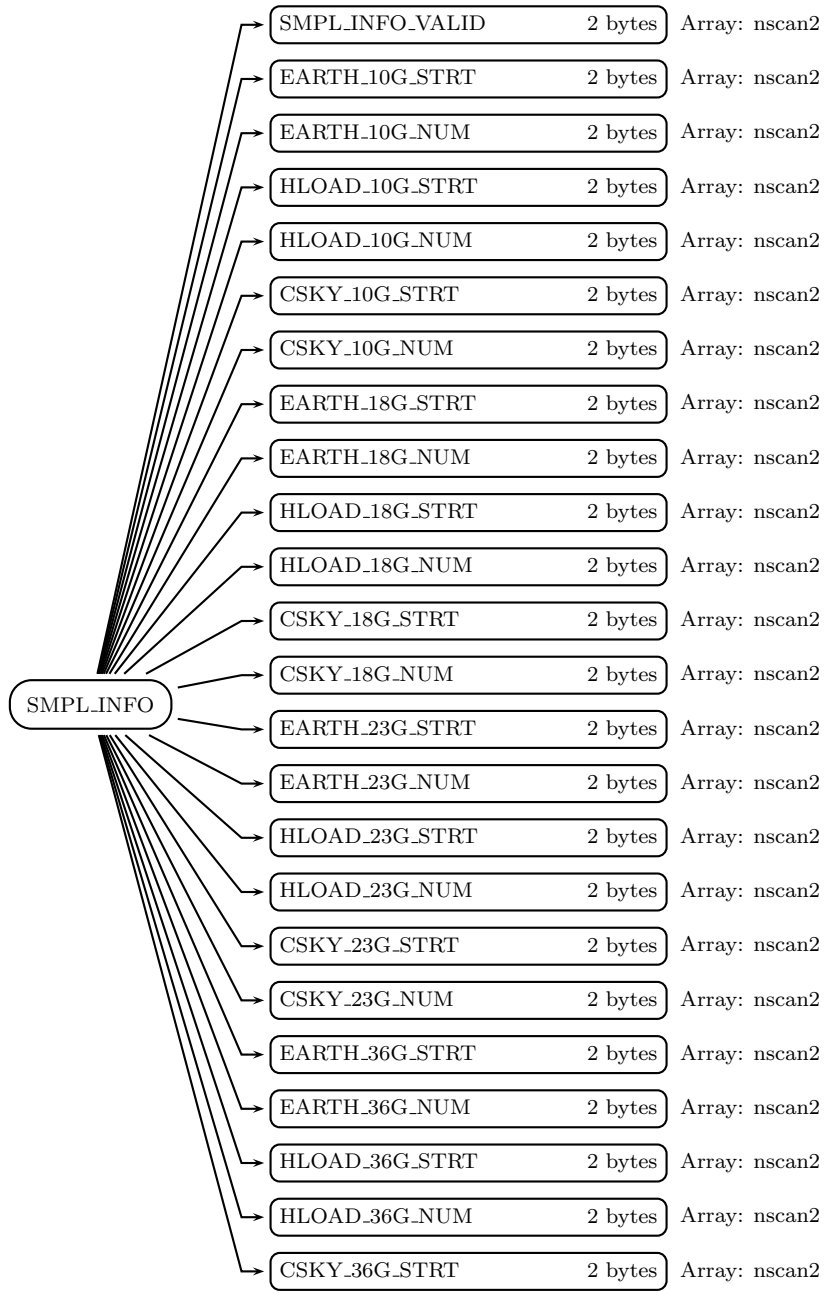 SMPL_INFO_VALID 2 bytes Array: nscan2
EARTH_10G_STRT 2 bytes Array: nscan2
EARTH_10G_NUM 2 bytes Array: nscan2
HLOAD_10G_STRT 2 bytes Array: nscan2
HLOAD_10G_NUM 2 bytes Array: nscan2
CSKY_10G_STRT 2 bytes Array: nscan2
CSKY_10G_NUM 2 bytes Array: nscan2
EARTH_18G_STRT 2 bytes Array: nscan2
EARTH_18G_NUM 2 bytes Array: nscan2
HLOAD_18G_STRT 2 bytes Array: nscan2
HLOAD_18G_NUM 2 bytes Array: nscan2
CSKY_18G_STRT 2 bytes Array: nscan2
CSKY_18G_NUM 2 bytes Array: nscan2
SMPL_INFO
EARTH_23G_STRT 2 bytes Array: nscan2
EARTH_23G_NUM 2 bytes Array: nscan2
HLOAD_23G_STRT 2 bytes Array: nscan2
HLOAD_23G_NUM 2 bytes Array: nscan2
CSKY_23G_STRT 2 bytes Array: nscan2
CSKY_23G_NUM 2 bytes Array: nscan2
EARTH_36G_STRT 2 bytes Array: nscan2
EARTH_36G_NUM 2 bytes Array: nscan2
HLOAD_36G_STRT 2 bytes Array: nscan2
HLOAD_36G_NUM 2 bytes Array: nscan2
CSKY_36G_STRT 2 bytes Array: nscan2